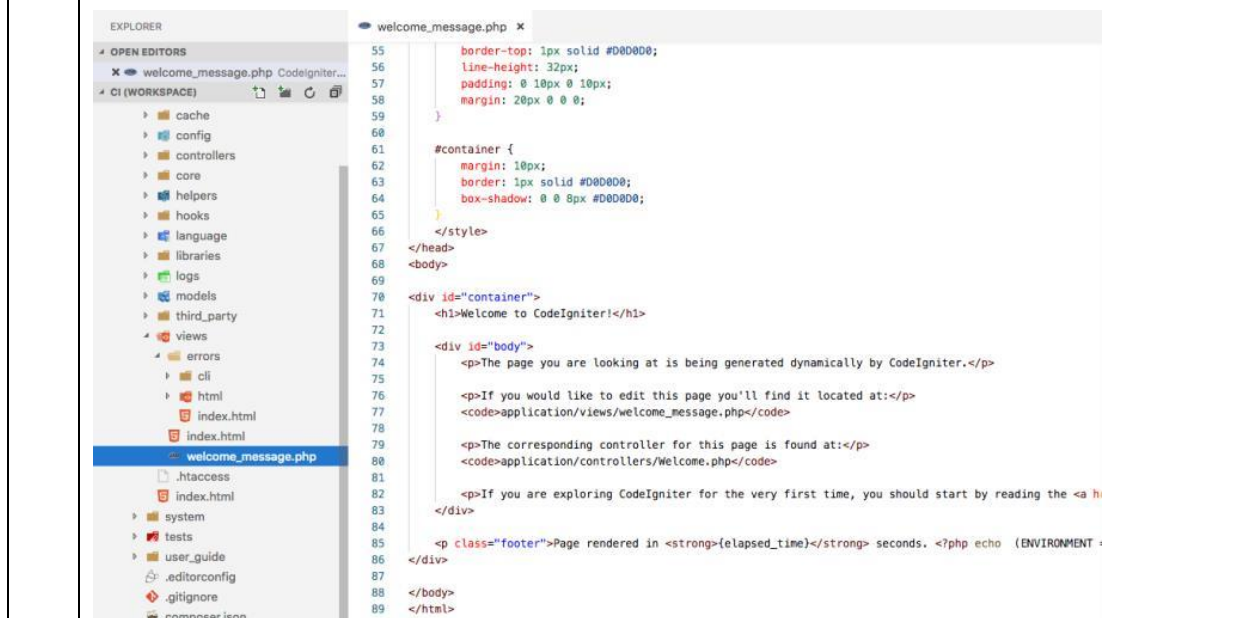 EXPLORER
OPEN EDITORS
welcome_message.php CodeIgniter...
CI (WORKSPACE)
cache
config
controllers
core
helpers
hooks
language
libraries
logs
models
third_party
views
errors
cli
html
index.html
index.html
welcome_message.php
.htaccess
index.html
system
tests
user_guide
.editorconfig
.gitignore
composer.json
welcome_message.php
55 border-top: 1px solid #D0D0D0;
56 line-height: 32px;
57 padding: 0 10px 0 10px;
58 margin: 20px 0 0 0;
59 }
60
61 #container {
62 margin: 10px;
63 border: 1px solid #D0D0D0;
64 box-shadow: 0 0 8px #D0D0D0;
65 }
66 </style>
67 </head>
68 <body>
69
70 <div id="container">
71 <h1>Welcome to CodeIgniter!</h1>
72
73 <div id="body">
74 <p>The page you are looking at is being generated dynamically by CodeIgniter.</p>
75
76 <p>If you would like to edit this page you'll find it located at:</p>
77 <code>application/views/welcome_message.php</code>
78
79 <p>The corresponding controller for this page is found at:</p>
80 <code>application/controllers/Welcome.php</code>
81
82 <p>If you are exploring CodeIgniter for the very first time, you should start by reading the <a h
83 </div>
84
85 <p class="footer">Page rendered in <strong>{elapsed_time}</strong> seconds. <?php echo (ENVIRONMENT =
86 </div>
87
88 </body>
89 </html>